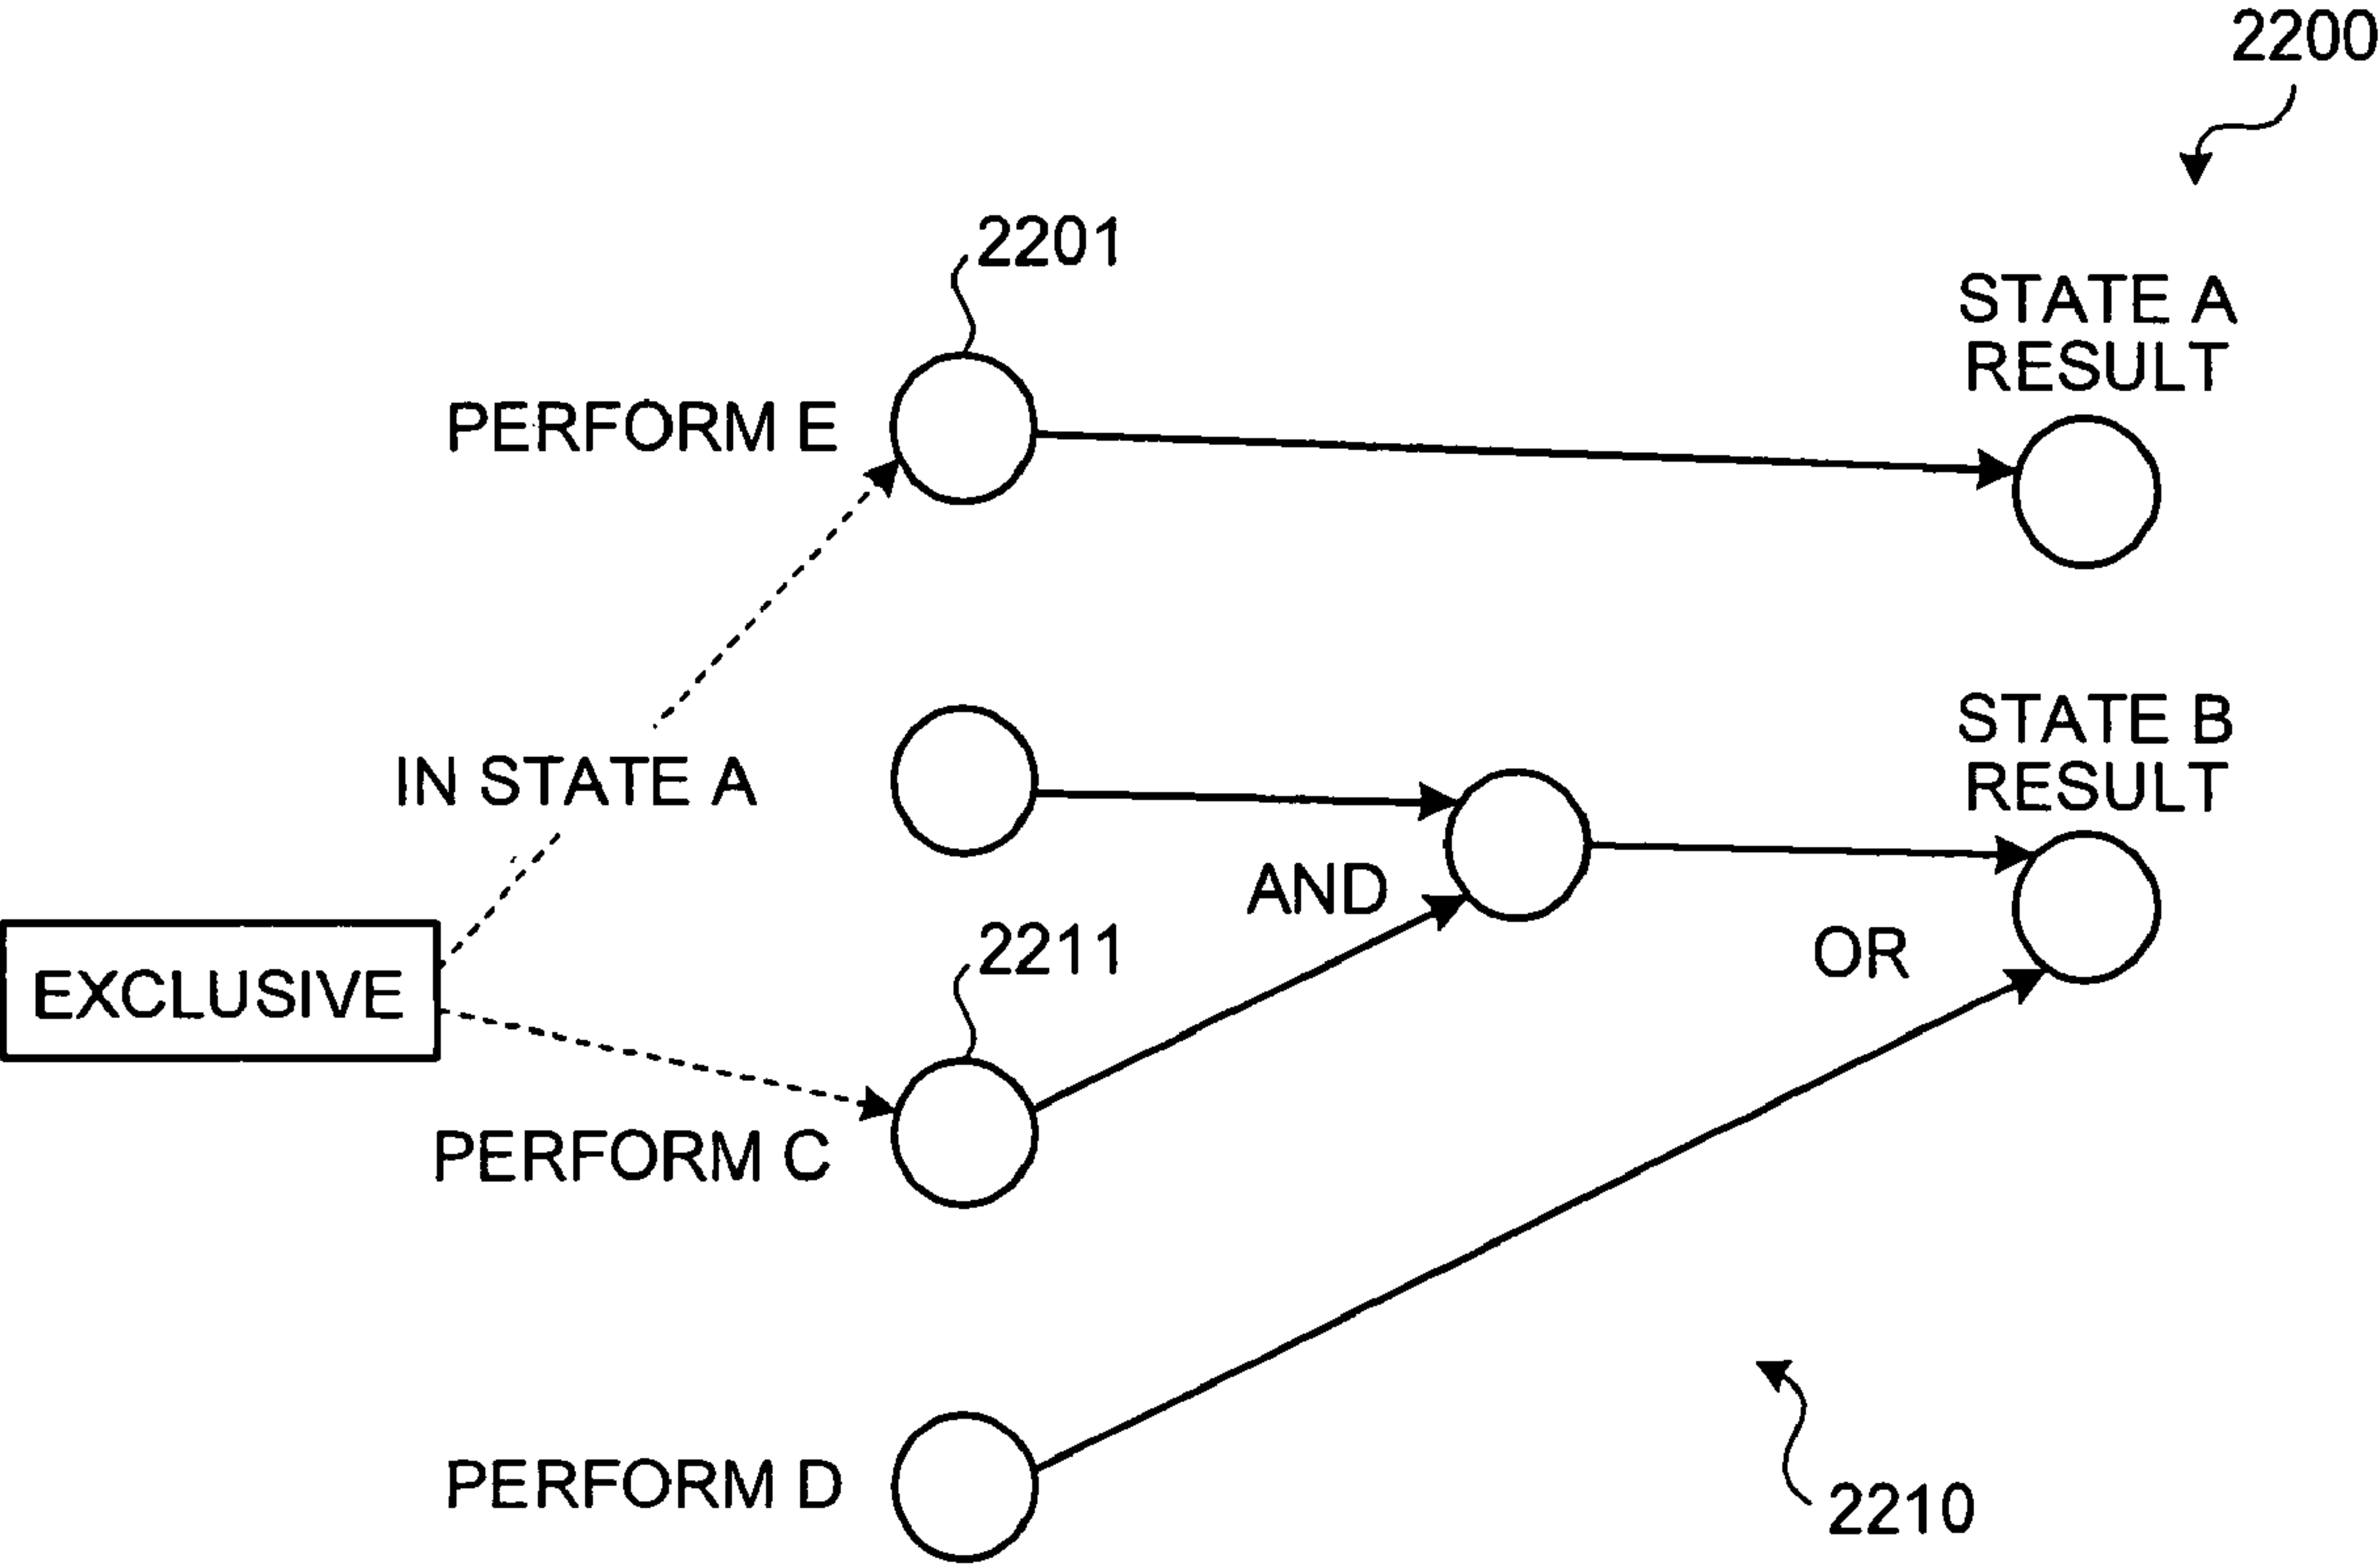 2200
2201
STATE A
RESULT
PERFORM E
STATE B
RESULT
IN STATE A
AND
2211
OR
EXCLUSIVE
PERFORM C
PERFORM D
2210